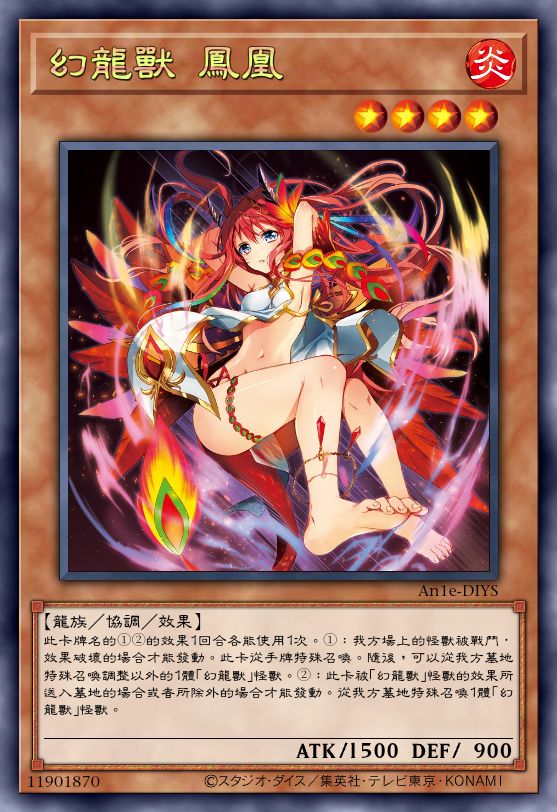 幻龍獸 鳳凰
炎
An1e-DIYS
【龍族／協調／效果】
此卡牌名的①②的效果1回合各能使用1次。①：我方場上的怪獸被戰鬥．
效果破壞的場合才能發動。此卡從手牌特殊召喚。隨後，可以從我方墓地
特殊召喚調整以外的1體「幻龍獸」怪獸。②：此卡被「幻龍獸」怪獸的效果所
送入墓地的場合或者所除外的場合才能發動。從我方墓地特殊召喚1體「幻
龍獸」怪獸。
ATK/1500 DEF/ 900
11901870 ©スタジオ・ダイス／集英社・テレビ東京・KONAMI